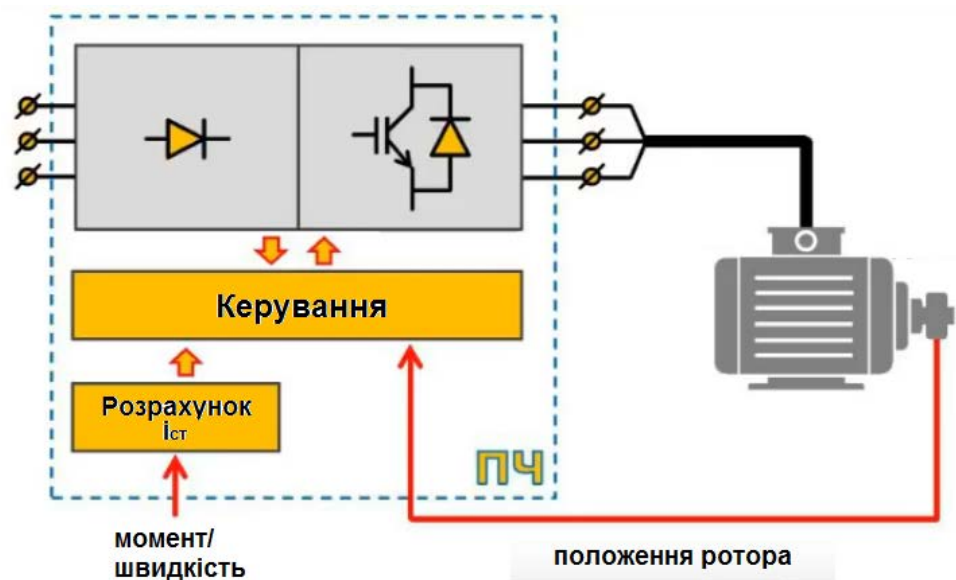 Керування
Розрахунок
іст
ПЧ
момент/
швидкість
положення ротора